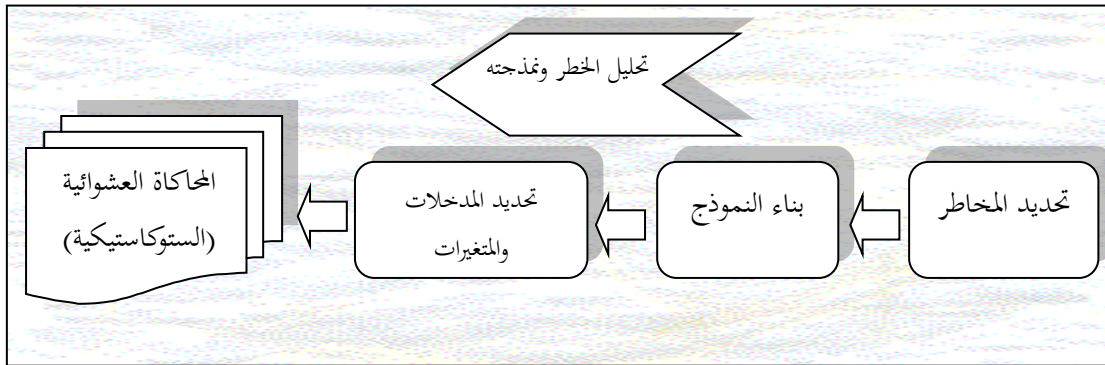 تحليل الخطر ونمذجته
تحديد المخاطر
بناء النموذج
تحديد المدخلات
والمتغيرات
المحاكاة العشوائية
(الستوكاستيكية)